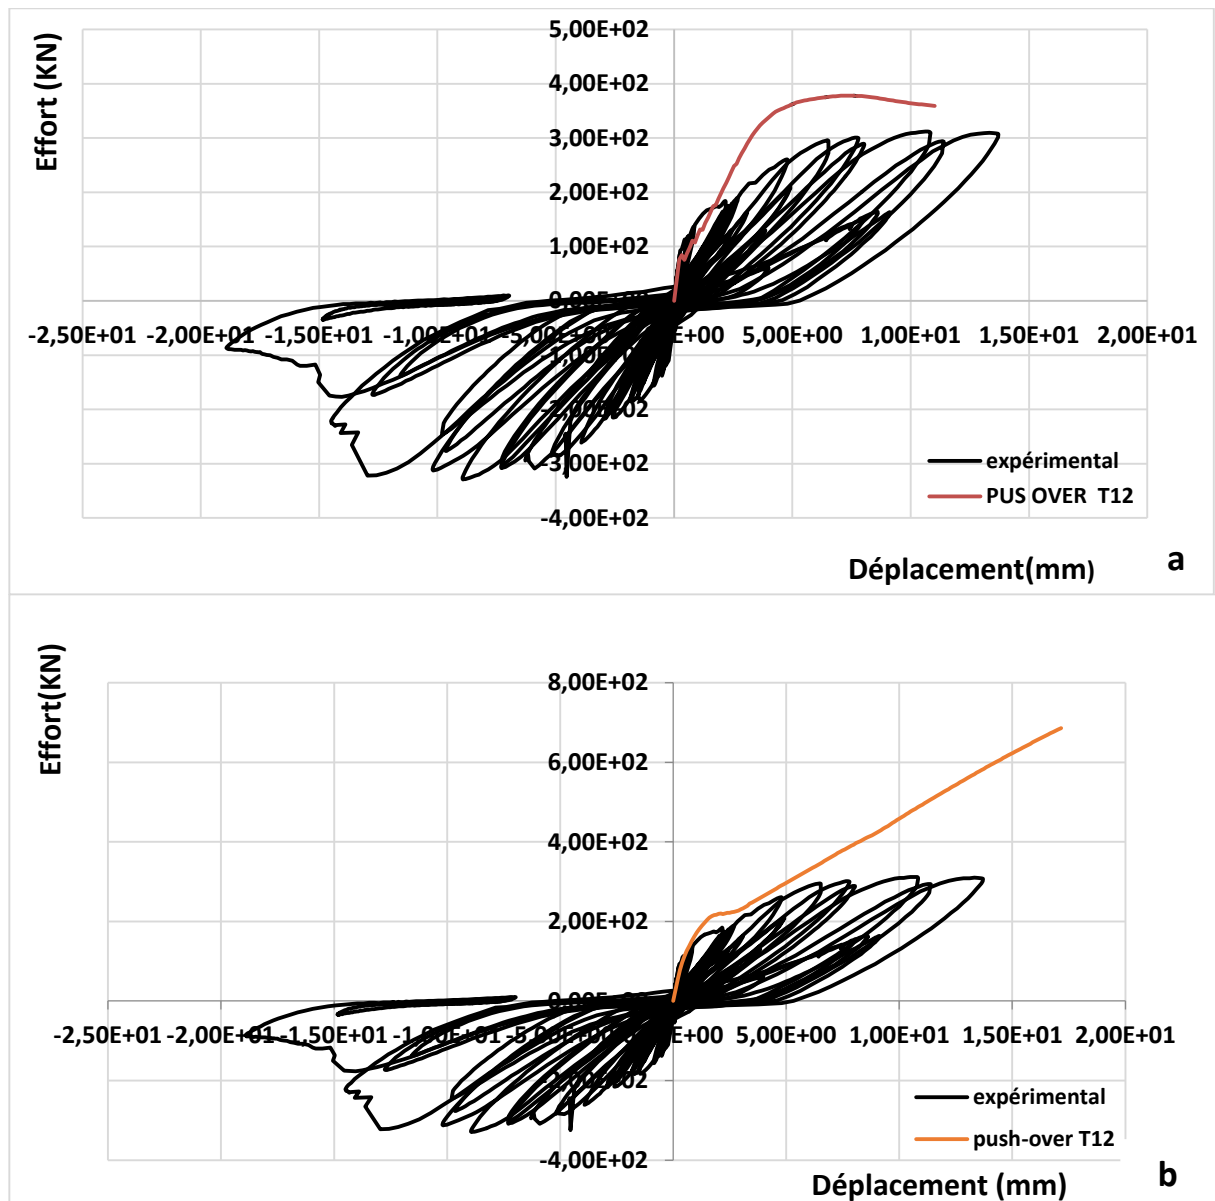 5,00E+02
Effort (KN)
4,00E+02
3,00E+02
2,00E+02
1,00E+02
-2,50E+01 -2,00E+01 -1,50E+01
5,00E+00 1,00E+01 1,50E+01 2,00E+01
-3,00E+02
-4,00E+02
expérimental
PUS OVER T12
Déplacement(mm)
a
Effort(KN)
8,00E+02
6,00E+02
4,00E+02
2,00E+02
-2,50E+01 -2,00E+01 -1,50E+01
5,00E+00 1,00E+01 1,50E+01 2,00E+01
-4,00E+02
expérimental
push-over T12
Déplacement (mm)
b